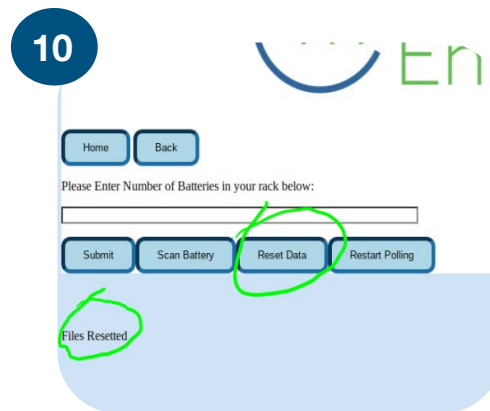 10
En
Home Back
Please Enter Number of Batteries in your rack below:
Submit Scan Battery Reset Data Restart Polling
Files Resetted